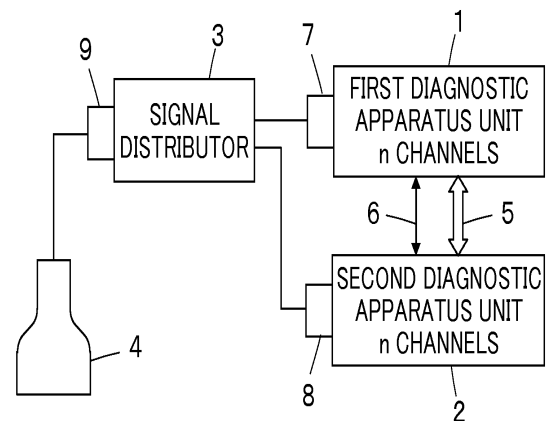 3
9
SIGNAL
DISTRIBUTOR
7
1
FIRST DIAGNOSTIC
APPARATUS UNIT
n CHANNELS
6
5
SECOND DIAGNOSTIC
APPARATUS UNIT
n CHANNELS
4
8
2